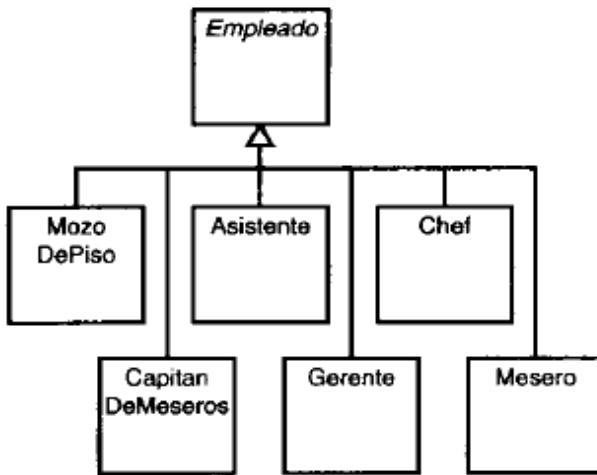 Empleado
Mozo
DePiso
Asistente
Chef
Capitan
DeMeseros
Gerente
Mesero